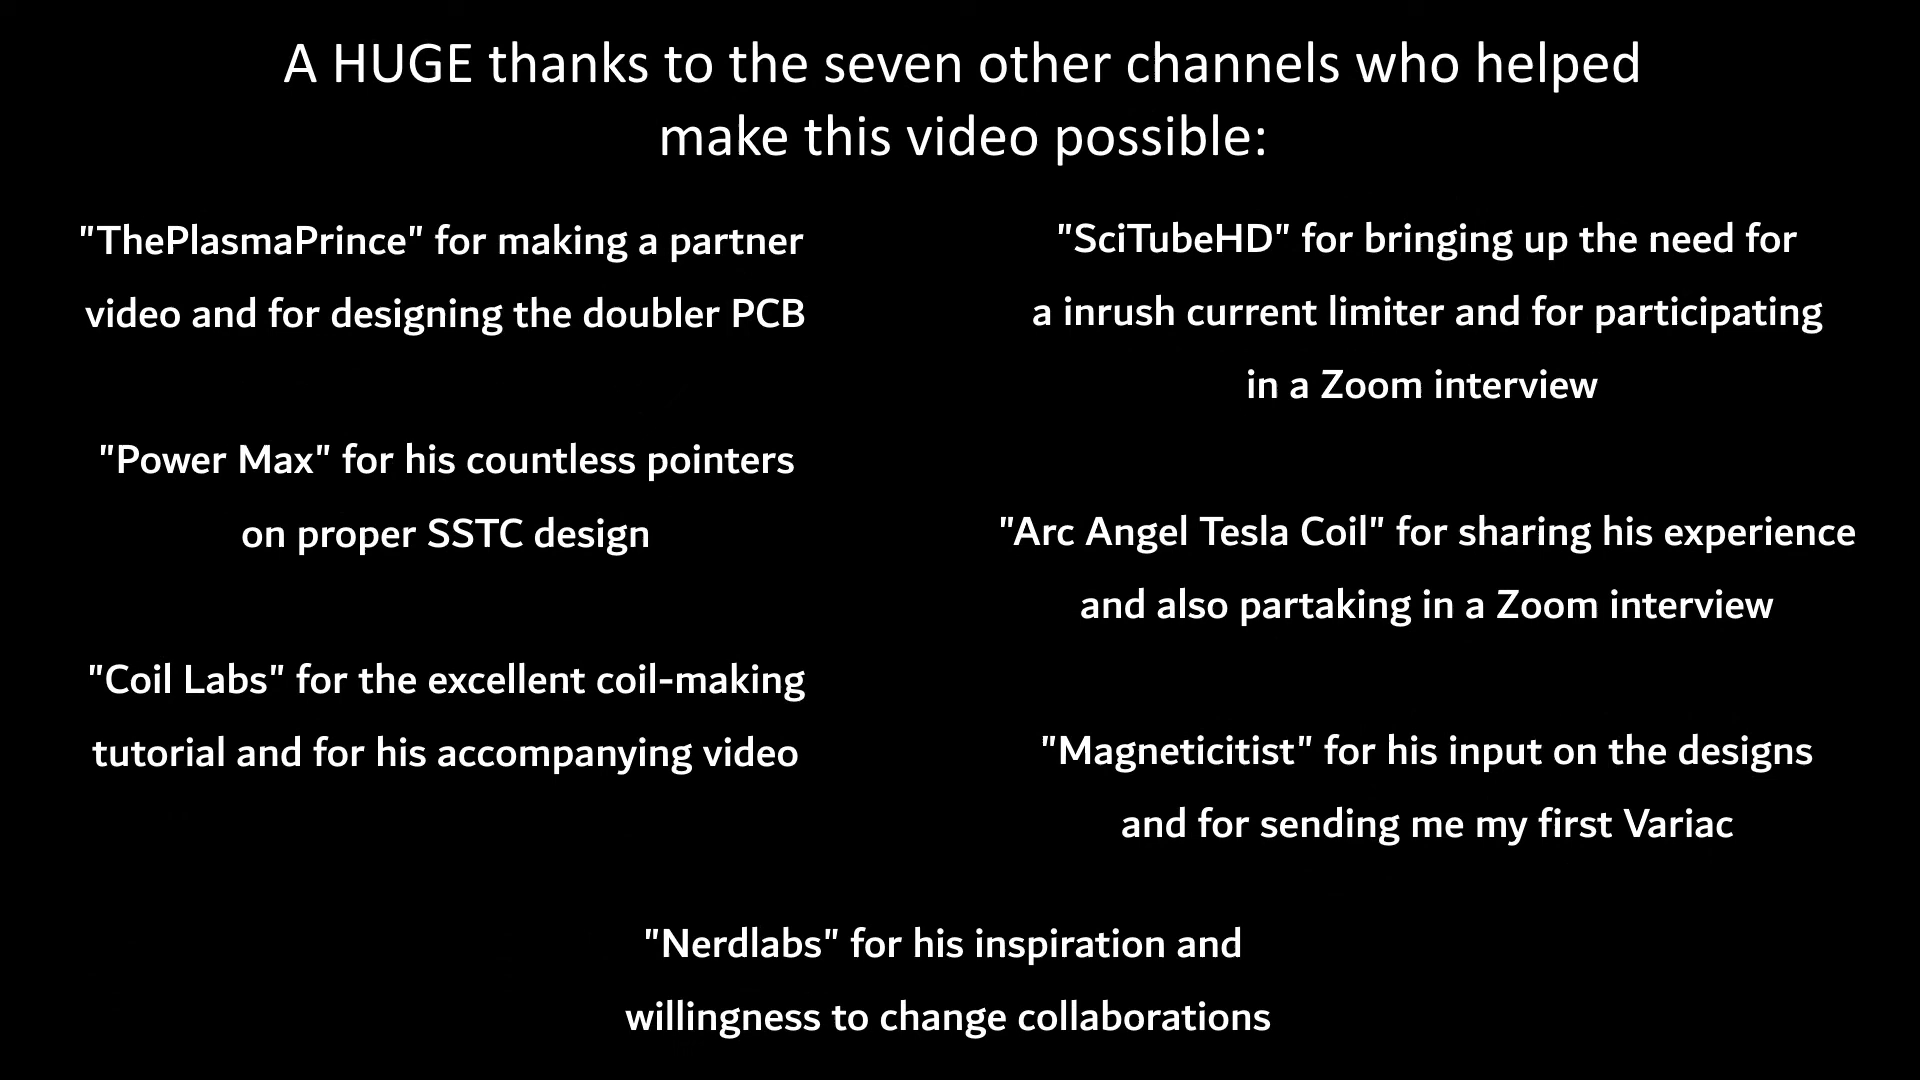 A HUGE thanks to the seven other channels who helped
make this video possible:
"ThePlasmaPrince" for making a partner
video and for designing the doubler PCB
"Power Max" for his countless pointers
on proper SSTC design
"Coil Labs" for the excellent coil-making
tutorial and for his accompanying video
"SciTubeHD" for bringing up the need for
a inrush current limiter and for participating
in a Zoom interview
"Arc Angel Tesla Coil" for sharing his experience
and also partaking in a Zoom interview
"Magneticitist" for his input on the designs
and for sending me my first Variac
"Nerdlabs" for his inspiration and
willingness to change collaborations